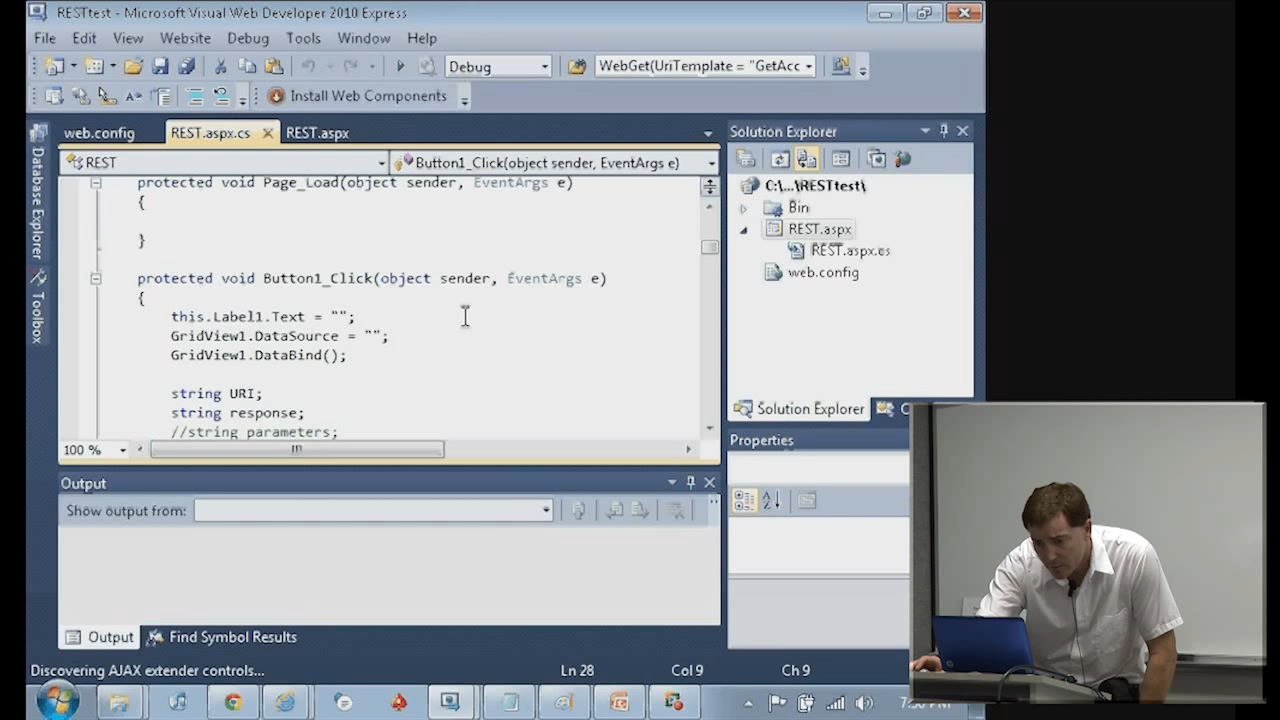 RESTtest - Microsoft Visual Web Developer 2010 Express
File Edit View Website Debug Tools Window Help
Debug WebGet(UriTemplate = "GetAcc
Install Web Components
web.config REST.aspx.cs REST.aspx
REST Button1_Click(object sender, EventArgs e)
protected void Page_Load(object sender, EventArgs e)
{
}
protected void Button1_Click(object sender, EventArgs e)
{
this.Label1.Text = "";
GridView1.DataSource = "";
GridView1.DataBind();
string URI;
string response;
//string parameters;
100 %
Database Explorer
Toolbox
Solution Explorer
C:\...\RESTtest\
Bin
REST.aspx
REST.aspx.cs
web.config
Solution Explorer
Properties
Output
Show output from:
Output Find Symbol Results
Discovering AJAX extender controls... Ln 28 Col 9 Ch 9